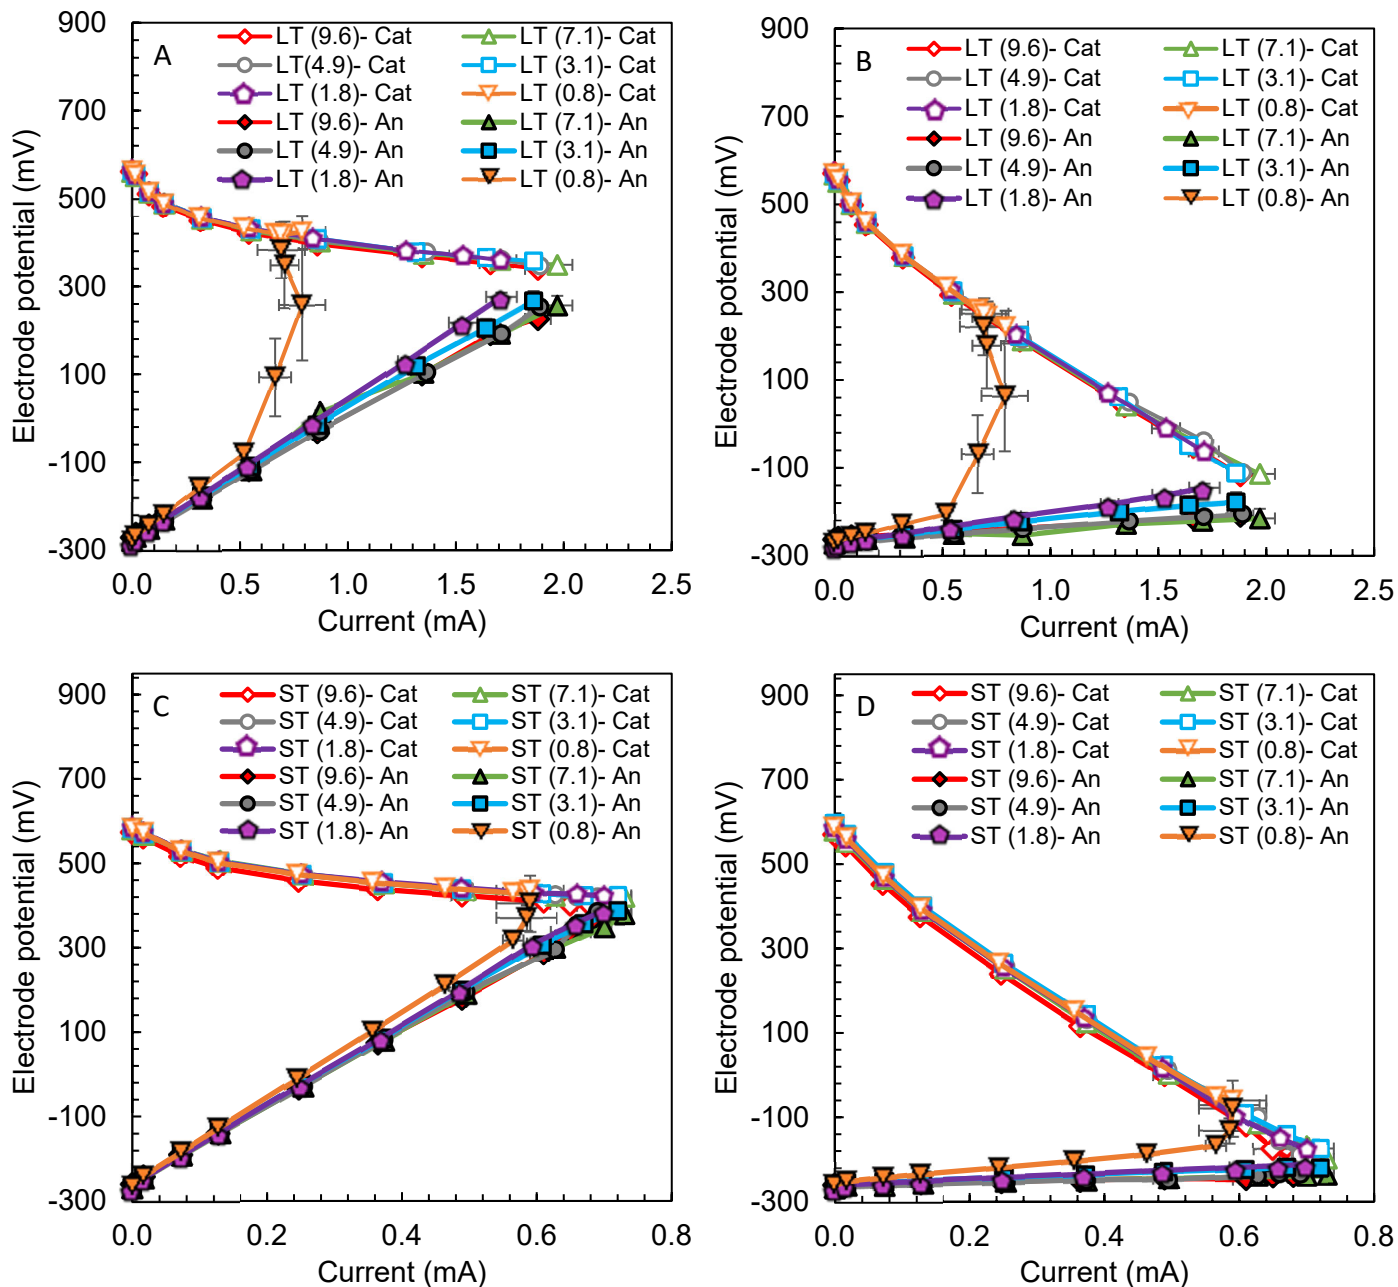 A
LT (9.6)- Cat LT (7.1)- Cat
LT(4.9)- Cat LT (3.1)- Cat
LT (1.8)- Cat LT (0.8)- Cat
LT (9.6)- An LT (7.1)- An
LT (4.9)- An LT (3.1)- An
LT (1.8)- An LT (0.8)- An
Electrode potential (mV)
900
700
500
300
100
-100
-300
0.0 0.5 1.0 1.5 2.0 2.5
Current (mA)
B
LT (9.6)- Cat LT (7.1)- Cat
LT (4.9)- Cat LT (3.1)- Cat
LT (1.8)- Cat LT (0.8)- Cat
LT (9.6)- An LT (7.1)- An
LT (4.9)- An LT (3.1)- An
LT (1.8)- An LT (0.8)- An
Electrode potential (mV)
900
700
500
300
100
-100
-300
0.0 0.5 1.0 1.5 2.0 2.5
Current (mA)
C
ST (9.6)- Cat ST (7.1)- Cat
ST (4.9)- Cat ST (3.1)- Cat
ST (1.8)- Cat ST (0.8)- Cat
ST (9.6)- An ST (7.1)- An
ST (4.9)- An ST (3.1)- An
ST (1.8)- An ST (0.8)- An
Electrode potential (mV)
900
700
500
300
100
-100
-300
0.0 0.2 0.4 0.6 0.8
Current (mA)
D
ST (9.6)- Cat ST (7.1)- Cat
ST (4.9)- Cat ST (3.1)- Cat
ST (1.8)- Cat ST (0.8)- Cat
ST (9.6)- An ST (7.1)- An
ST (4.9)- An ST (3.1)- An
ST (1.8)- An ST (0.8)- An
Electrode potential (mV)
900
700
500
300
100
-100
-300
0.0 0.2 0.4 0.6 0.8
Current (mA)